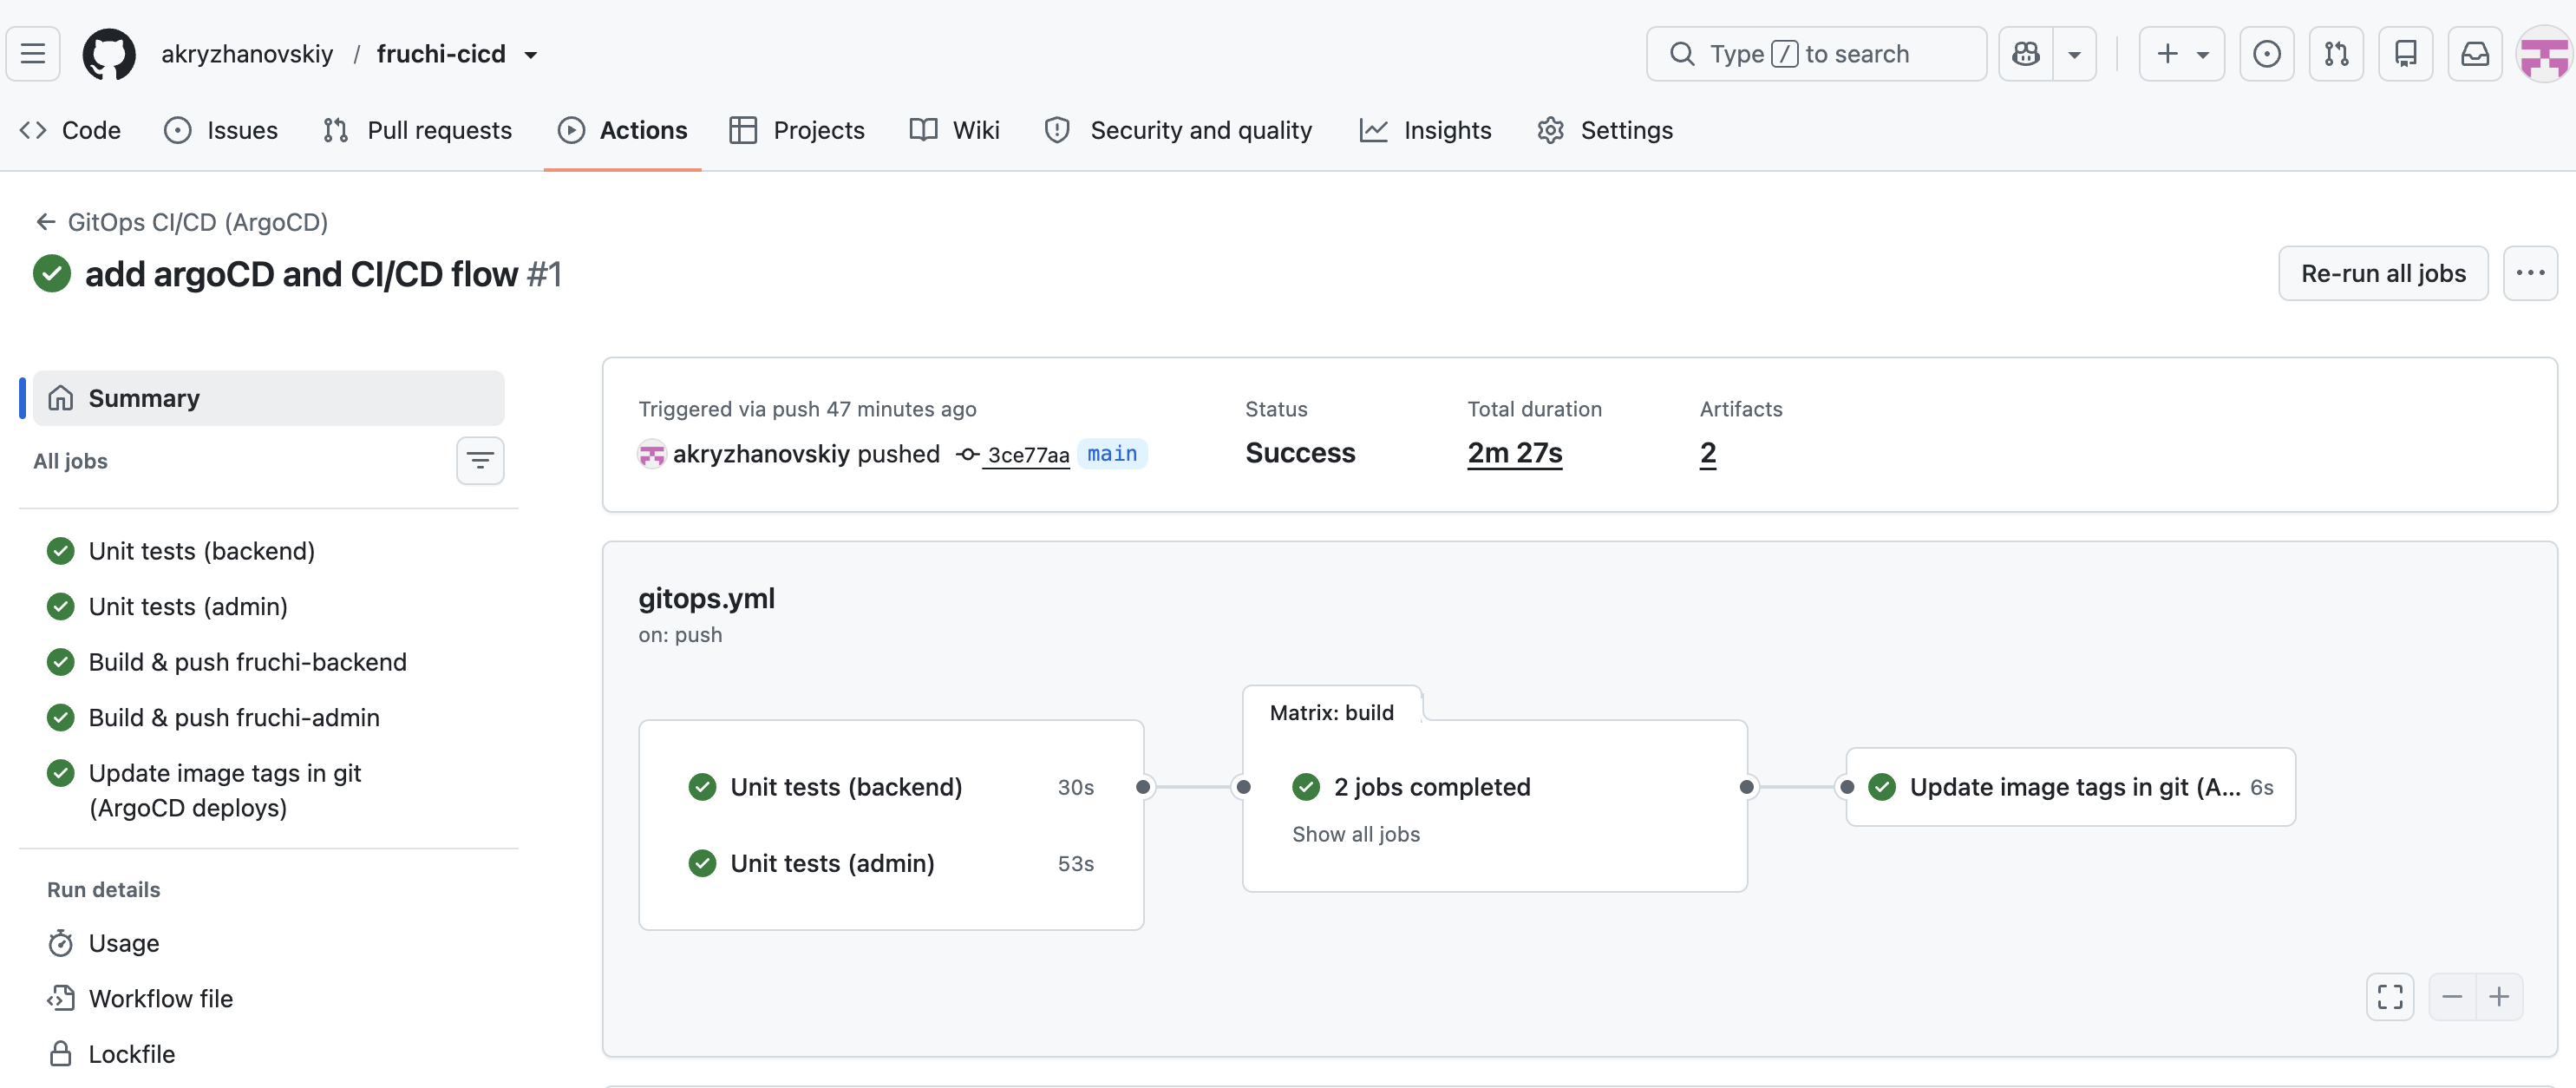 akryzhanovskiy / fruchi-cicd
Type / to search
Code
Issues
Pull requests
Actions
Projects
Wiki
Security and quality
Insights
Settings
GitOps CI/CD (ArgoCD)
add argoCD and CI/CD flow #1
Re-run all jobs
Summary
All jobs
Unit tests (backend)
Unit tests (admin)
Build & push fruchi-backend
Build & push fruchi-admin
Update image tags in git
(ArgoCD deploys)
Run details
Usage
Workflow file
Lockfile
Triggered via push 47 minutes ago
akryzhanovskiy pushed 3ce77aa main
Status
Success
Total duration
2m 27s
Artifacts
2
gitops.yml
on: push
Unit tests (backend) 30s
Unit tests (admin) 53s
Matrix: build
2 jobs completed
Show all jobs
Update image tags in git (A... 6s